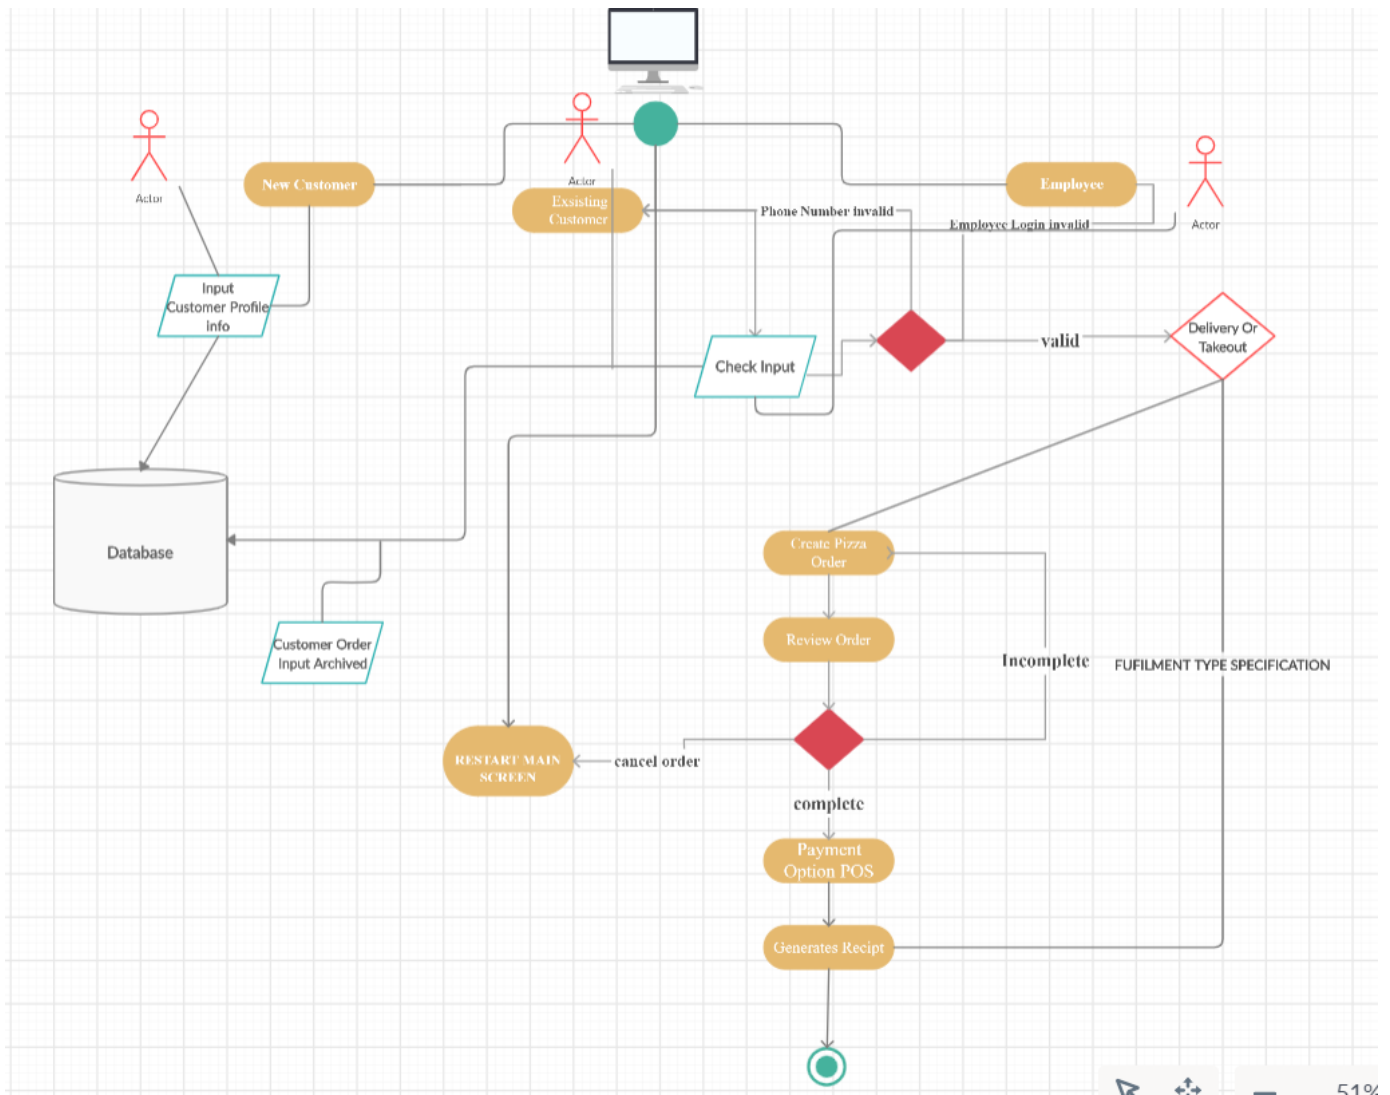 Actor
New Customer
Actor
Exsisting
Customer
Phone Number invalid
Employee
Employee Login invalid
Actor
Input
Customer Profile
info
Check Input
valid
Delivery Or
Takeout
Database
Customer Order
Input Archived
Create Pizza
Order
Review Order
Incomplete
FUFILMENT TYPE SPECIFICATION
RESTART MAIN
SCREEN
cancel order
complete
Payment
Option POS
Generates Recipt
51%